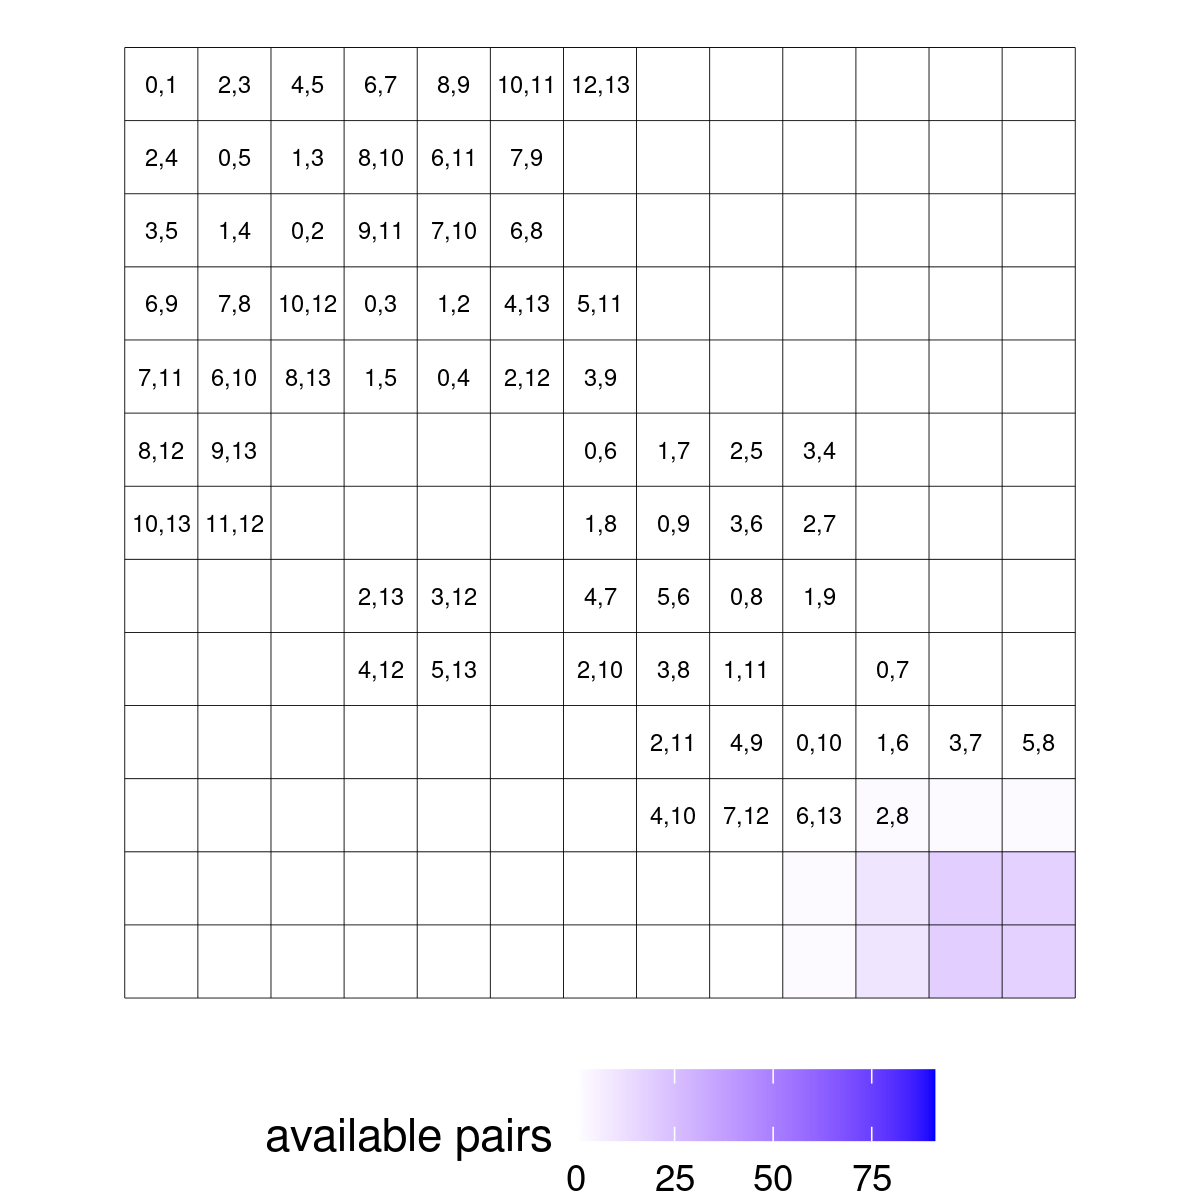 0,1 2,3 4,5 6,7 8,9 10,11 12,13
2,4 0,5 1,3 8,10 6,11 7,9
3,5 1,4 0,2 9,11 7,10 6,8
6,9 7,8 10,12 0,3 1,2 4,13 5,11
7,11 6,10 8,13 1,5 0,4 2,12 3,9
8,12 9,13 0,6 1,7 2,5 3,4
10,13 11,12 1,8 0,9 3,6 2,7
2,13 3,12 4,7 5,6 0,8 1,9
4,12 5,13 2,10 3,8 1,11 0,7
2,11 4,9 0,10 1,6 3,7 5,8
4,10 7,12 6,13 2,8
available pairs
0 25 50 75